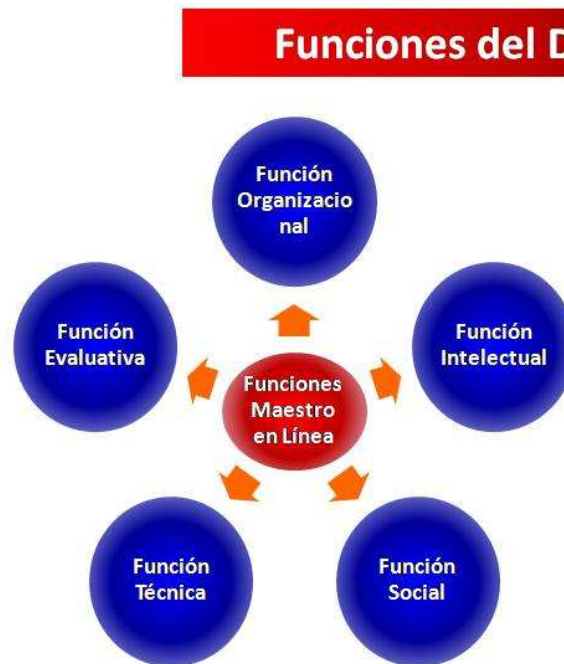 Funciones del D
Función
Organizacio
nal
Función
Evaluativa
Función
Intelectual
Funciones
Maestro
en Línea
Función
Técnica
Función
Social